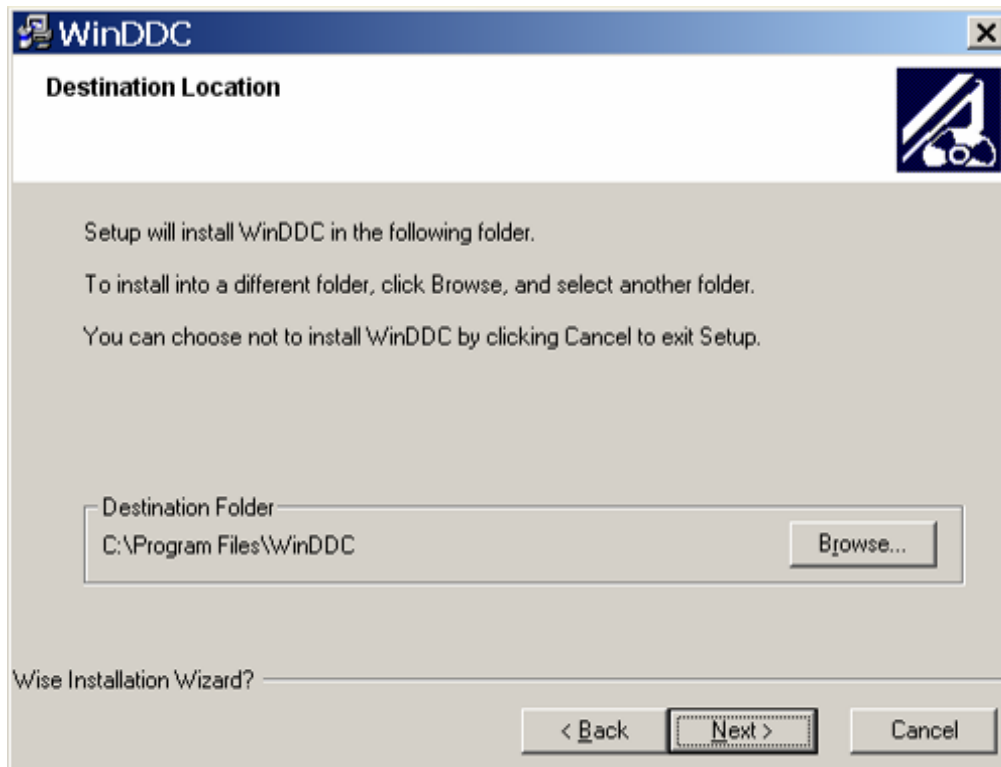 WinDDC
Destination Location
Setup will install WinDDC in the following folder.
To install into a different folder, click Browse, and select another folder.
You can choose not to install WinDDC by clicking Cancel to exit Setup.
Destination Folder
C:\Program Files\WinDDC
Browse...
Wise Installation Wizard?
< Back
Next >
Cancel